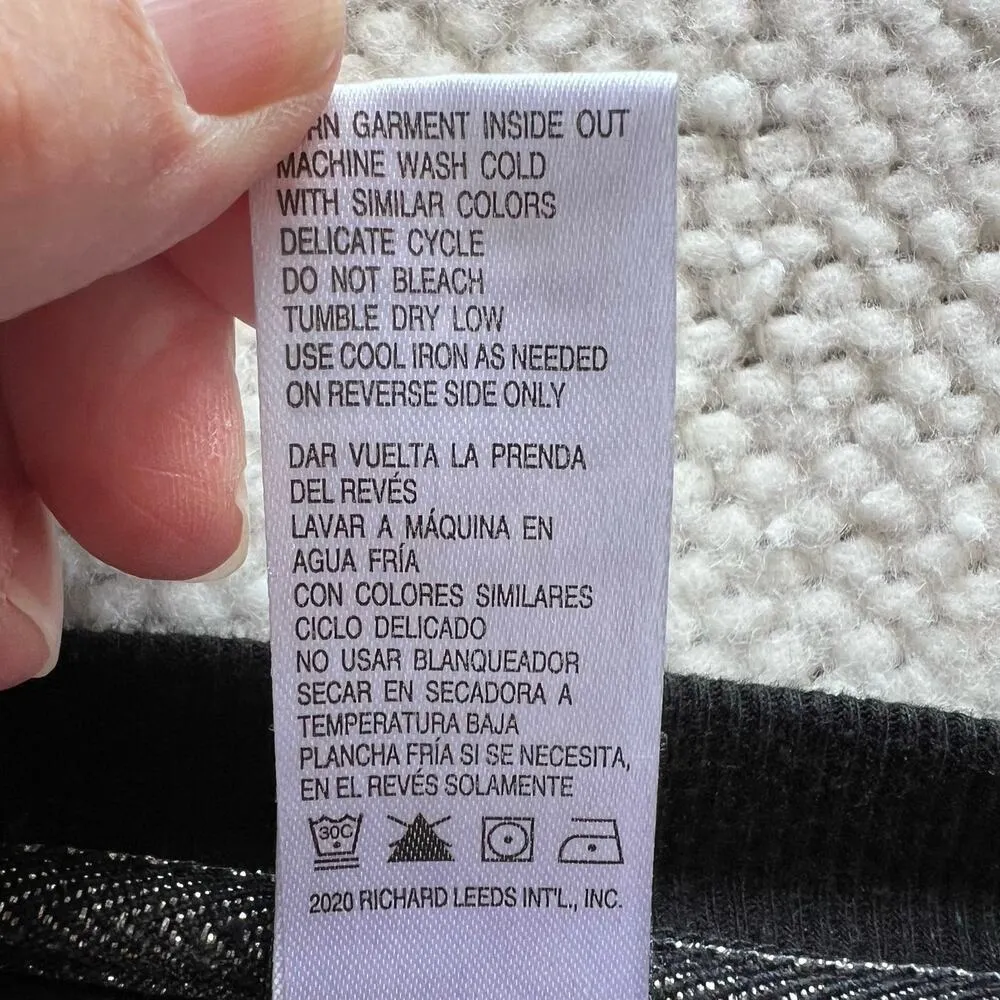 GARMENT INSIDE OUT
MACHINE WASH COLD
WITH SIMILAR COLORS
DELICATE CYCLE
DO NOT BLEACH
TUMBLE DRY LOW
USE COOL IRON AS NEEDED
ON REVERSE SIDE ONLY
DAR VUELTA LA PRENDA
DEL REVÉS
LAVAR A MÁQUINA EN
AGUA FRÍA
CON COLORES SIMILARES
CICLO DELICADO
NO USAR BLANQUEADOR
SECAR EN SECADORA A
TEMPERATURA BAJA
PLANCHA FRÍA SI SE NECESITA,
EN EL REVÉS SOLAMENTE
30C
2020 RICHARD LEEDS INT'L., INC.